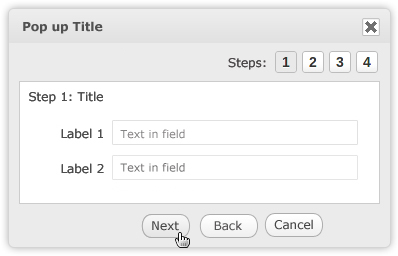 Pop up Title
Steps: 1 2 3 4
Step 1: Title
Label 1 Text in field
Label 2 Text in field
Next Back Cancel